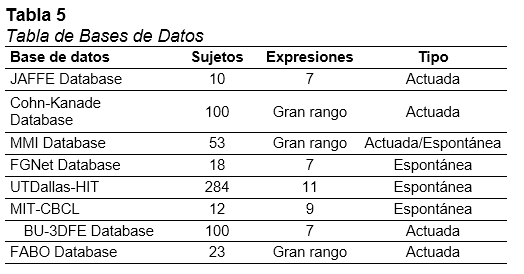 Tabla 5
Tabla de Bases de Datos
Base de datos Sujetos Expresiones Tipo
JAFFE Database 10 7 Actuada
Cohn-Kanade
Database 100 Gran rango Actuada
MMI Database 53 Gran rango Actuada/Espontánea
FGNet Database 18 7 Espontánea
UTDallas-HIT 284 11 Espontánea
MIT-CBCL 12 9 Espontánea
BU-3DFE Database 100 7 Actuada
FABO Database 23 Gran rango Actuada